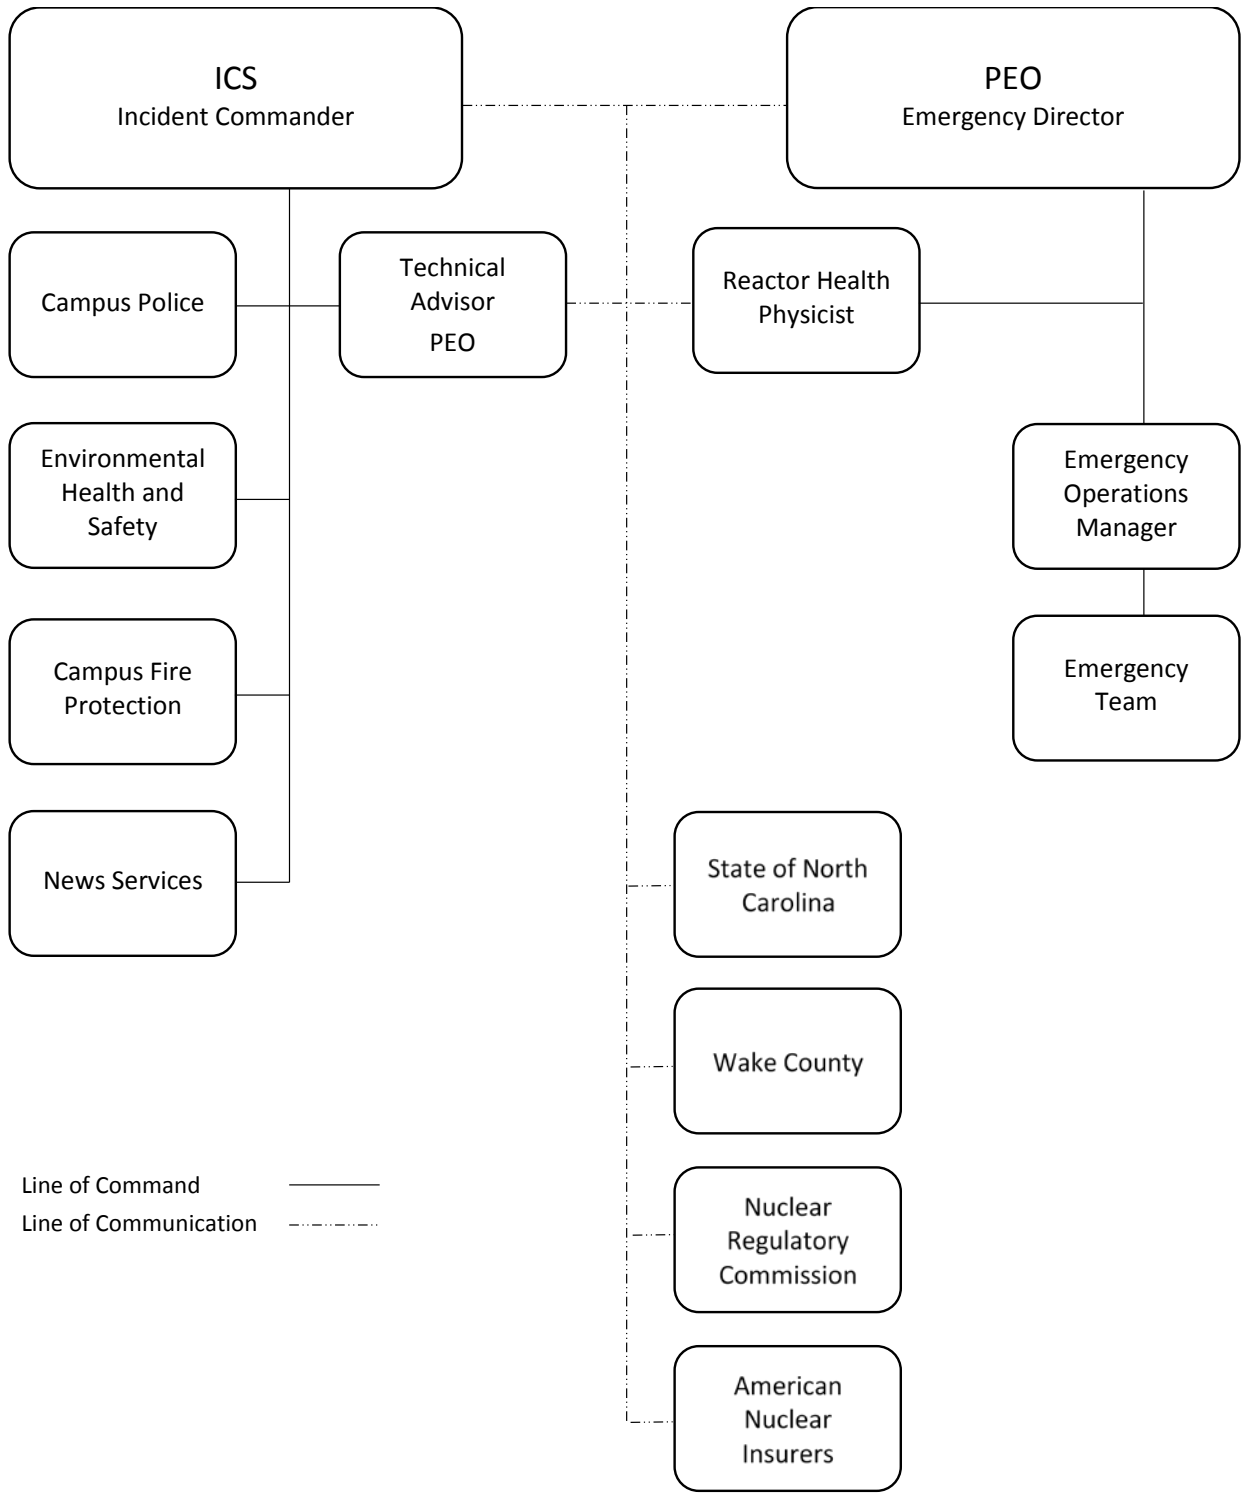 ICS
Incident Commander
PEO
Emergency Director
Campus Police
Technical
Advisor
PEO
Reactor Health
Physicist
Environmental
Health and
Safety
Emergency
Operations
Manager
Campus Fire
Protection
Emergency
Team
News Services
State of North
Carolina
Wake County
Nuclear
Regulatory
Commission
American
Nuclear
Insurers
Line of Command
Line of Communication